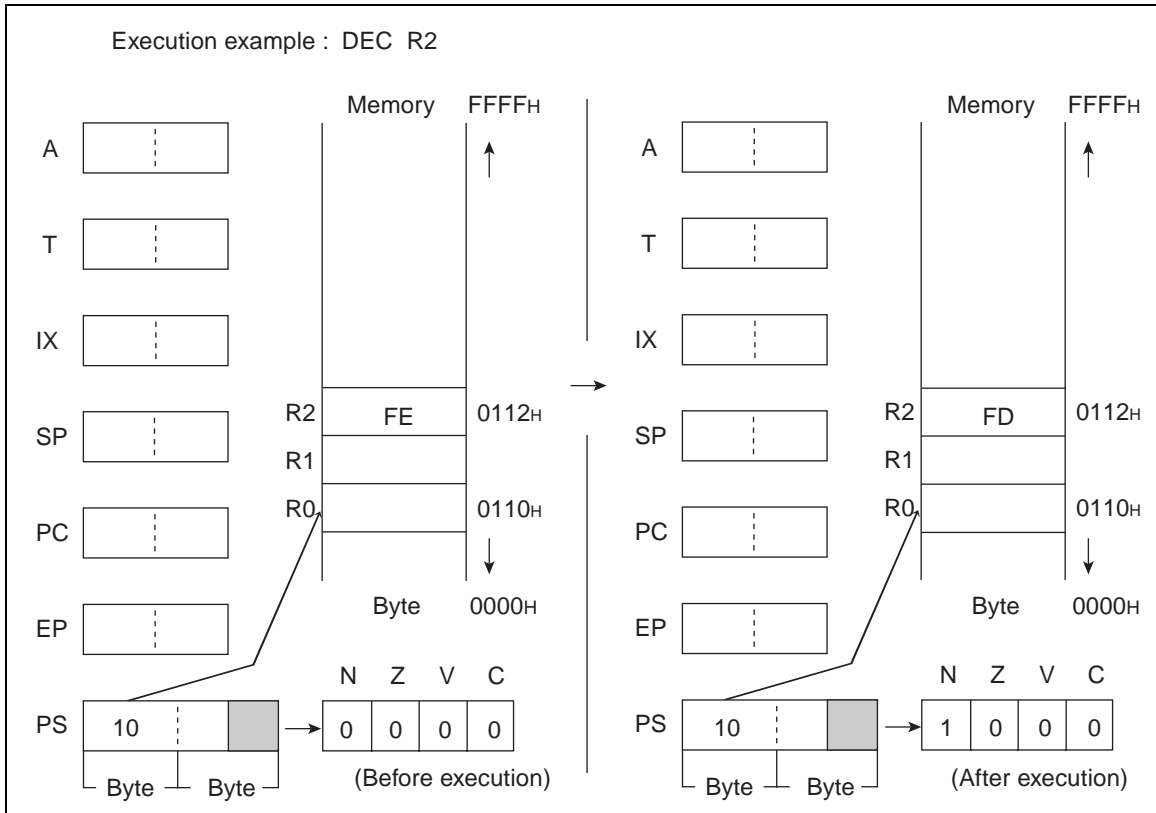 Execution example : DEC R2
Memory FFFFH
A
T
IX
R2 FE 0112H
SP
R1
R0 0110H
PC
Byte 0000H
EP
N Z V C
PS 10 0 0 0 0
Byte Byte (Before execution)
Memory FFFFH
A
T
IX
R2 FD 0112H
SP
R1
R0 0110H
PC
Byte 0000H
EP
N Z V C
PS 10 1 0 0 0
Byte Byte (After execution)